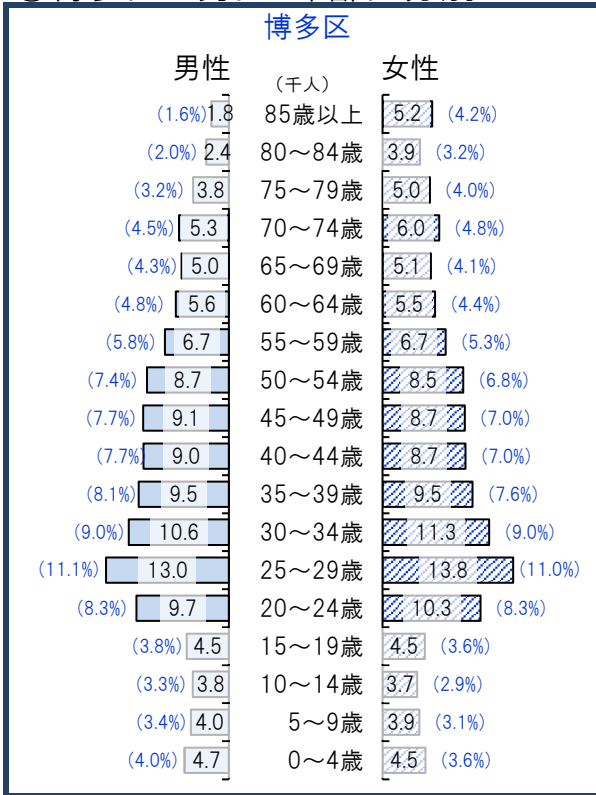 博多区
男性 (千人) 女性
(1.6%) 1.8 85歳以上 5.2 (4.2%)
(2.0%) 2.4 80～84歳 3.9 (3.2%)
(3.2%) 3.8 75～79歳 5.0 (4.0%)
(4.5%) 5.3 70～74歳 6.0 (4.8%)
(4.3%) 5.0 65～69歳 5.1 (4.1%)
(4.8%) 5.6 60～64歳 5.5 (4.4%)
(5.8%) 6.7 55～59歳 6.7 (5.3%)
(7.4%) 8.7 50～54歳 8.5 (6.8%)
(7.7%) 9.1 45～49歳 8.7 (7.0%)
(7.7%) 9.0 40～44歳 8.7 (7.0%)
(8.1%) 9.5 35～39歳 9.5 (7.6%)
(9.0%) 10.6 30～34歳 11.3 (9.0%)
(11.1%) 13.0 25～29歳 13.8 (11.0%)
(8.3%) 9.7 20～24歳 10.3 (8.3%)
(3.8%) 4.5 15～19歳 4.5 (3.6%)
(3.3%) 3.8 10～14歳 3.7 (2.9%)
(3.4%) 4.0 5～9歳 3.9 (3.1%)
(4.0%) 4.7 0～4歳 4.5 (3.6%)